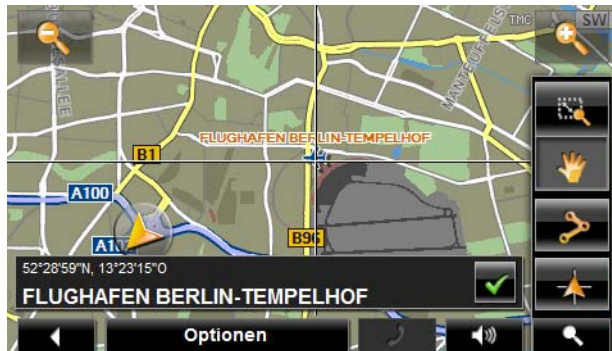 TMC
SW
SALLEE
MANTEUFFELS
FLUGHAFEN BERLIN-TEMPELHOF
B1
A100
A10
B96
52°28'59"N, 13°23'15"O
FLUGHAFEN BERLIN-TEMPELHOF
Optionen